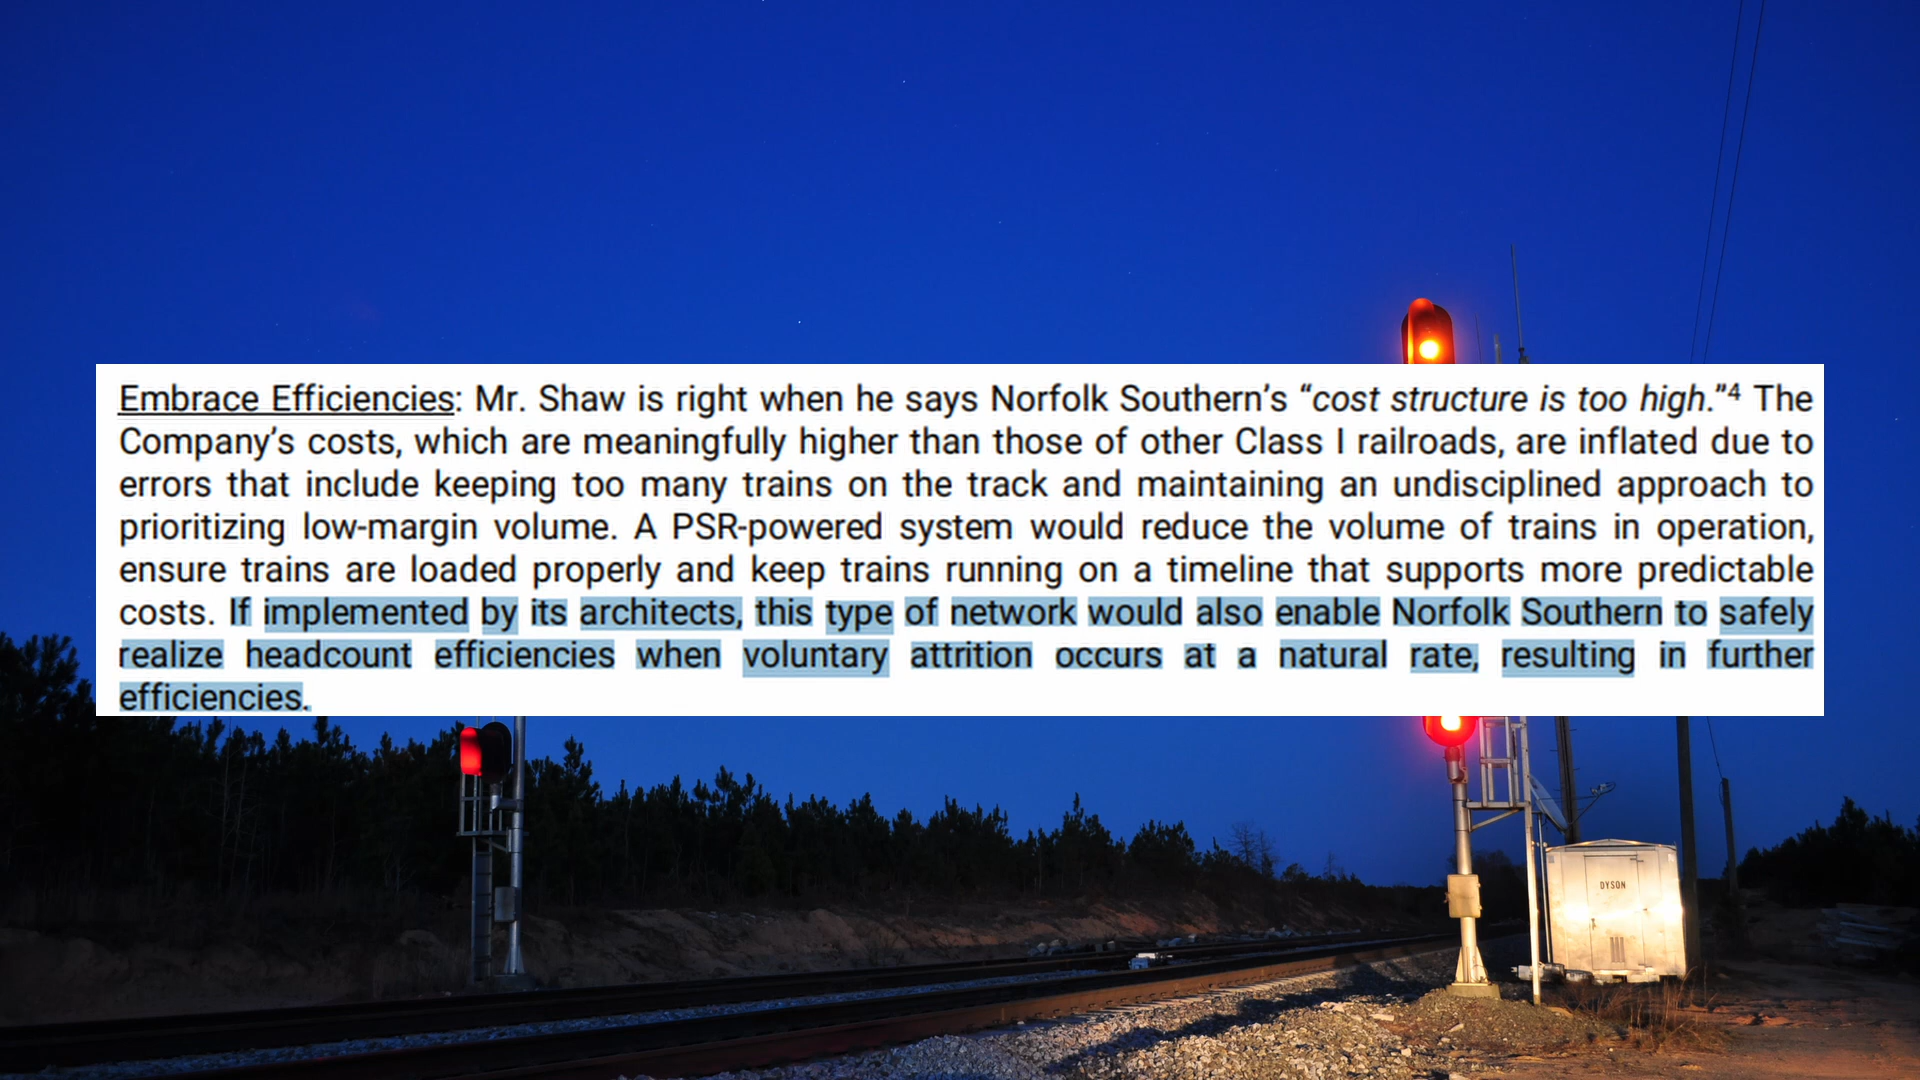 Embrace Efficiencies: Mr. Shaw is right when he says Norfolk Southern’s “cost structure is too high.”⁴ The
Company’s costs, which are meaningfully higher than those of other Class I railroads, are inflated due to
errors that include keeping too many trains on the track and maintaining an undisciplined approach to
prioritizing low-margin volume. A PSR-powered system would reduce the volume of trains in operation,
ensure trains are loaded properly and keep trains running on a timeline that supports more predictable
costs. If implemented by its architects, this type of network would also enable Norfolk Southern to safely
realize headcount efficiencies when voluntary attrition occurs at a natural rate, resulting in further
efficiencies.
DYSON